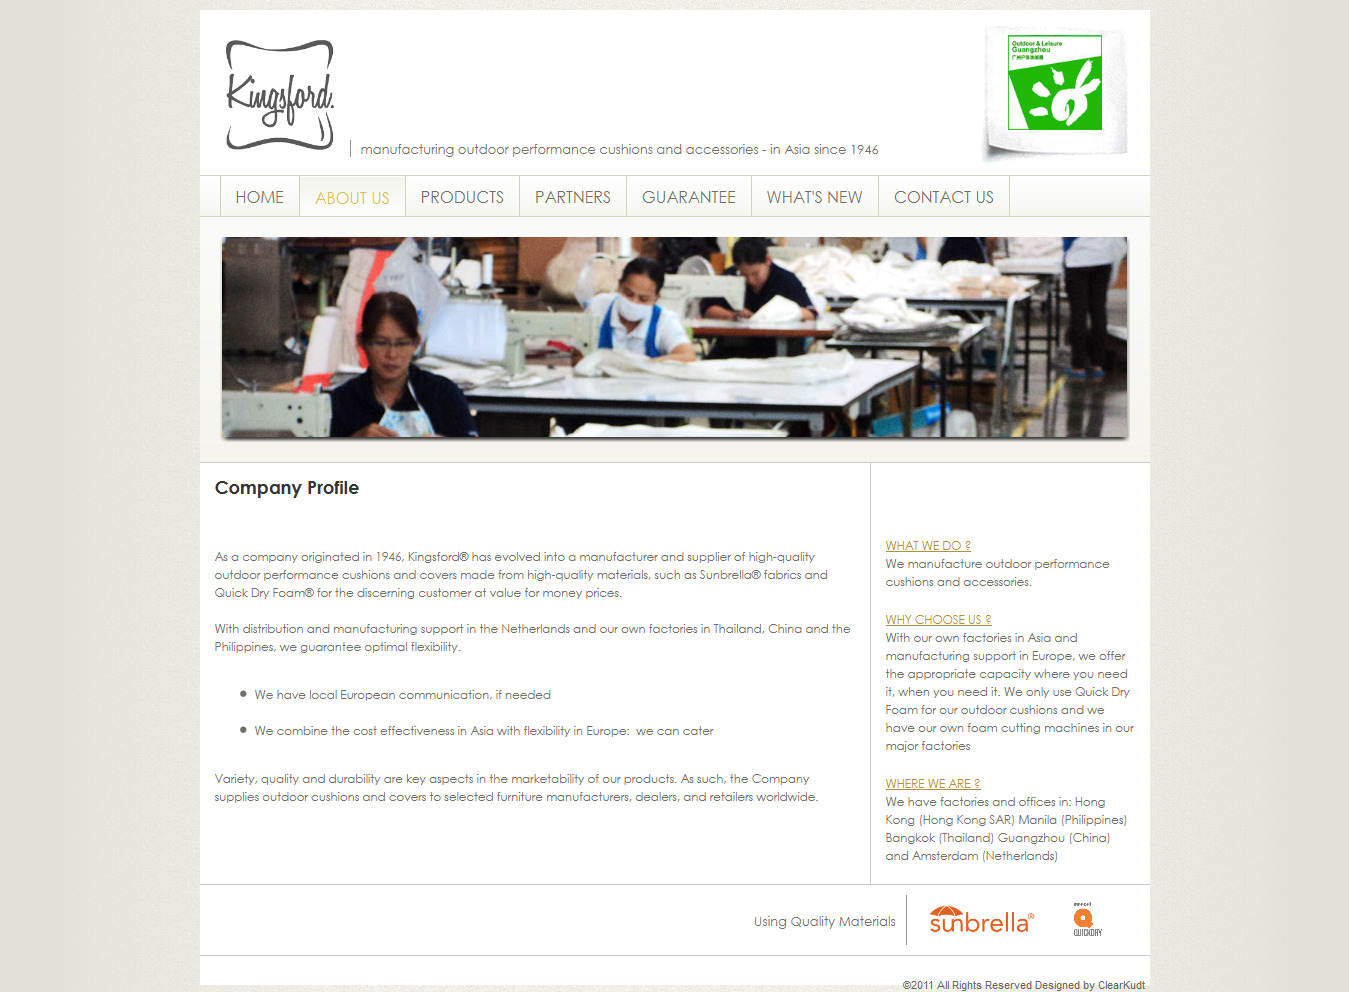 Kingsford.
manufacturing outdoor performance cushions and accessories - in Asia since 1946
Outdoor & Leisure
Guangzhou
HOME
ABOUT US
PRODUCTS
PARTNERS
GUARANTEE
WHAT'S NEW
CONTACT US
Company Profile
As a company originated in 1946, Kingsford® has evolved into a manufacturer and supplier of high-quality
outdoor performance cushions and covers made from high-quality materials, such as Sunbrella® fabrics and
Quick Dry Foam® for the discerning customer at value for money prices.
With distribution and manufacturing support in the Netherlands and our own factories in Thailand, China and the
Philippines, we guarantee optimal flexibility.
We have local European communication, if needed
We combine the cost effectiveness in Asia with flexibility in Europe:  we can cater
Variety, quality and durability are key aspects in the marketability of our products. As such, the Company
supplies outdoor cushions and covers to selected furniture manufacturers, dealers, and retailers worldwide.
WHAT WE DO ?
We manufacture outdoor performance
cushions and accessories.
WHY CHOOSE US ?
With our own factories in Asia and
manufacturing support in Europe, we offer
the appropriate capacity where you need
it, when you need it. We only use Quick Dry
Foam for our outdoor cushions and we
have our own foam cutting machines in our
major factories
WHERE WE ARE ?
We have factories and offices in: Hong
Kong (Hong Kong SAR) Manila (Philippines)
Bangkok (Thailand) Guangzhou (China)
and Amsterdam (Netherlands)
Using Quality Materials
sunbrella®
QUICKDRY
©2011 All Rights Reserved Designed by ClearKudt